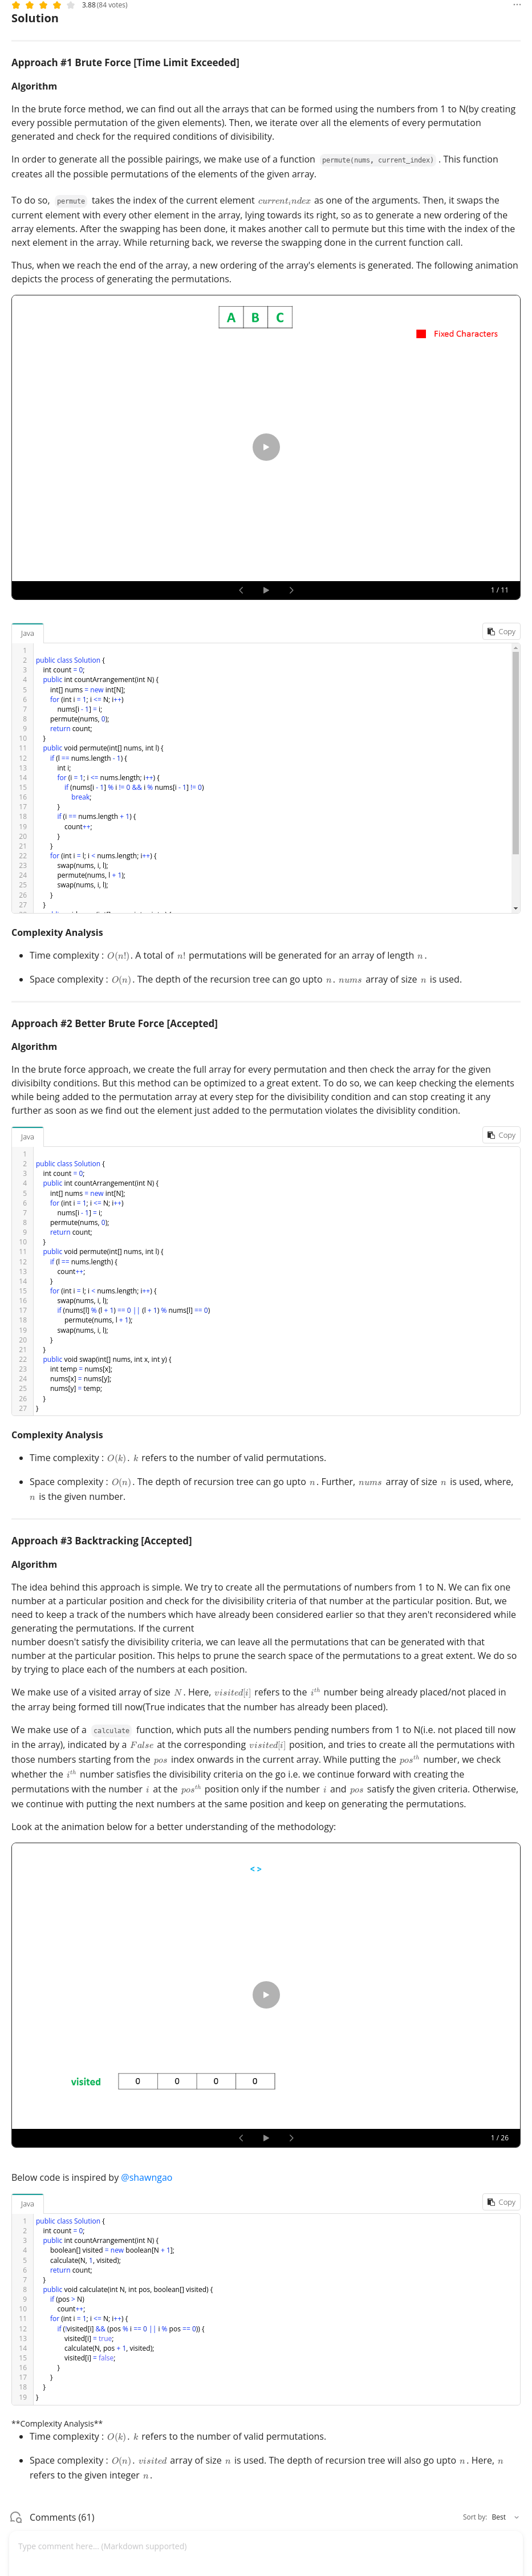 3.88 (84 votes)
Solution
Approach #1 Brute Force [Time Limit Exceeded]
Algorithm
In the brute force method, we can find out all the arrays that can be formed using the numbers from 1 to N(by creating
every possible permutation of the given elements). Then, we iterate over all the elements of every permutation
generated and check for the required conditions of divisibility.
In order to generate all the possible pairings, we make use of a function permute(nums, current_index) . This function
creates all the possible permutations of the elements of the given array.
To do so, permute takes the index of the current element current,ndex as one of the arguments. Then, it swaps the
current element with every other element in the array, lying towards its right, so as to generate a new ordering of the
array elements. After the swapping has been done, it makes another call to permute but this time with the index of the
next element in the array. While returning back, we reverse the swapping done in the current function call.
Thus, when we reach the end of the array, a new ordering of the array's elements is generated. The following animation
depicts the process of generating the permutations.
A B C
Fixed Characters
1 / 11
Java
Copy
1
2 public class Solution {
3 int count = 0;
4 public int countArrangement(int N) {
5 int[] nums = new int[N];
6 for (int i = 1; i <= N; i++)
7 nums[i - 1] = i;
8 permute(nums, 0);
9 return count;
10 }
11 public void permute(int[] nums, int l) {
12 if (l == nums.length - 1) {
13 int i;
14 for (i = 1; i <= nums.length; i++) {
15 if (nums[i - 1] % i != 0 && i % nums[i - 1] != 0)
16 break;
17 }
18 if (i == nums.length + 1) {
19 count++;
20 }
21 }
22 for (int i = l; i < nums.length; i++) {
23 swap(nums, i, l);
24 permute(nums, l + 1);
25 swap(nums, i, l);
26 }
27 }
Complexity Analysis
• Time complexity : O(n!). A total of n! permutations will be generated for an array of length n.
• Space complexity : O(n). The depth of the recursion tree can go upto n. nums array of size n is used.
Approach #2 Better Brute Force [Accepted]
Algorithm
In the brute force approach, we create the full array for every permutation and then check the array for the given
divisibilty conditions. But this method can be optimized to a great extent. To do so, we can keep checking the elements
while being added to the permutation array at every step for the divisibility condition and can stop creating it any
further as soon as we find out the element just added to the permutation violates the divisiblity condition.
Java
Copy
1
2 public class Solution {
3 int count = 0;
4 public int countArrangement(int N) {
5 int[] nums = new int[N];
6 for (int i = 1; i <= N; i++)
7 nums[i - 1] = i;
8 permute(nums, 0);
9 return count;
10 }
11 public void permute(int[] nums, int l) {
12 if (l == nums.length) {
13 count++;
14 }
15 for (int i = l; i < nums.length; i++) {
16 swap(nums, i, l);
17 if (nums[l] % (l + 1) == 0 || (l + 1) % nums[l] == 0)
18 permute(nums, l + 1);
19 swap(nums, i, l);
20 }
21 }
22 public void swap(int[] nums, int x, int y) {
23 int temp = nums[x];
24 nums[x] = nums[y];
25 nums[y] = temp;
26 }
27 }
Complexity Analysis
• Time complexity : O(k). k refers to the number of valid permutations.
• Space complexity : O(n). The depth of recursion tree can go upto n. Further, nums array of size n is used, where,
n is the given number.
Approach #3 Backtracking [Accepted]
Algorithm
The idea behind this approach is simple. We try to create all the permutations of numbers from 1 to N. We can fix one
number at a particular position and check for the divisibility criteria of that number at the particular position. But, we
need to keep a track of the numbers which have already been considered earlier so that they aren't reconsidered while
generating the permutations. If the current
number doesn't satisfy the divisibility criteria, we can leave all the permutations that can be generated with that
number at the particular position. This helps to prune the search space of the permutations to a great extent. We do so
by trying to place each of the numbers at each position.
We make use of a visited array of size N. Here, visited[i] refers to the i^th number being already placed/not placed in
the array being formed till now(True indicates that the number has already been placed).
We make use of a calculate function, which puts all the numbers pending numbers from 1 to N(i.e. not placed till now
in the array), indicated by a False at the corresponding visited[i] position, and tries to create all the permutations with
those numbers starting from the pos index onwards in the current array. While putting the pos^th number, we check
whether the i^th number satisfies the divisibility criteria on the go i.e. we continue forward with creating the
permutations with the number i at the pos^th position only if the number i and pos satisfy the given criteria. Otherwise,
we continue with putting the next numbers at the same position and keep on generating the permutations.
Look at the animation below for a better understanding of the methodology:
< >
visited 0 0 0 0
1 / 26
Below code is inspired by @shawngao
Java
Copy
1 public class Solution {
2 int count = 0;
3 public int countArrangement(int N) {
4 boolean[] visited = new boolean[N + 1];
5 calculate(N, 1, visited);
6 return count;
7 }
8 public void calculate(int N, int pos, boolean[] visited) {
9 if (pos > N)
10 count++;
11 for (int i = 1; i <= N; i++) {
12 if (!visited[i] && (pos % i == 0 || i % pos == 0)) {
13 visited[i] = true;
14 calculate(N, pos + 1, visited);
15 visited[i] = false;
16 }
17 }
18 }
19 }
**Complexity Analysis**
• Time complexity : O(k). k refers to the number of valid permutations.
• Space complexity : O(n). visited array of size n is used. The depth of recursion tree will also go upto n. Here, n
refers to the given integer n.
Comments (61)
Sort by: Best
Type comment here... (Markdown supported)